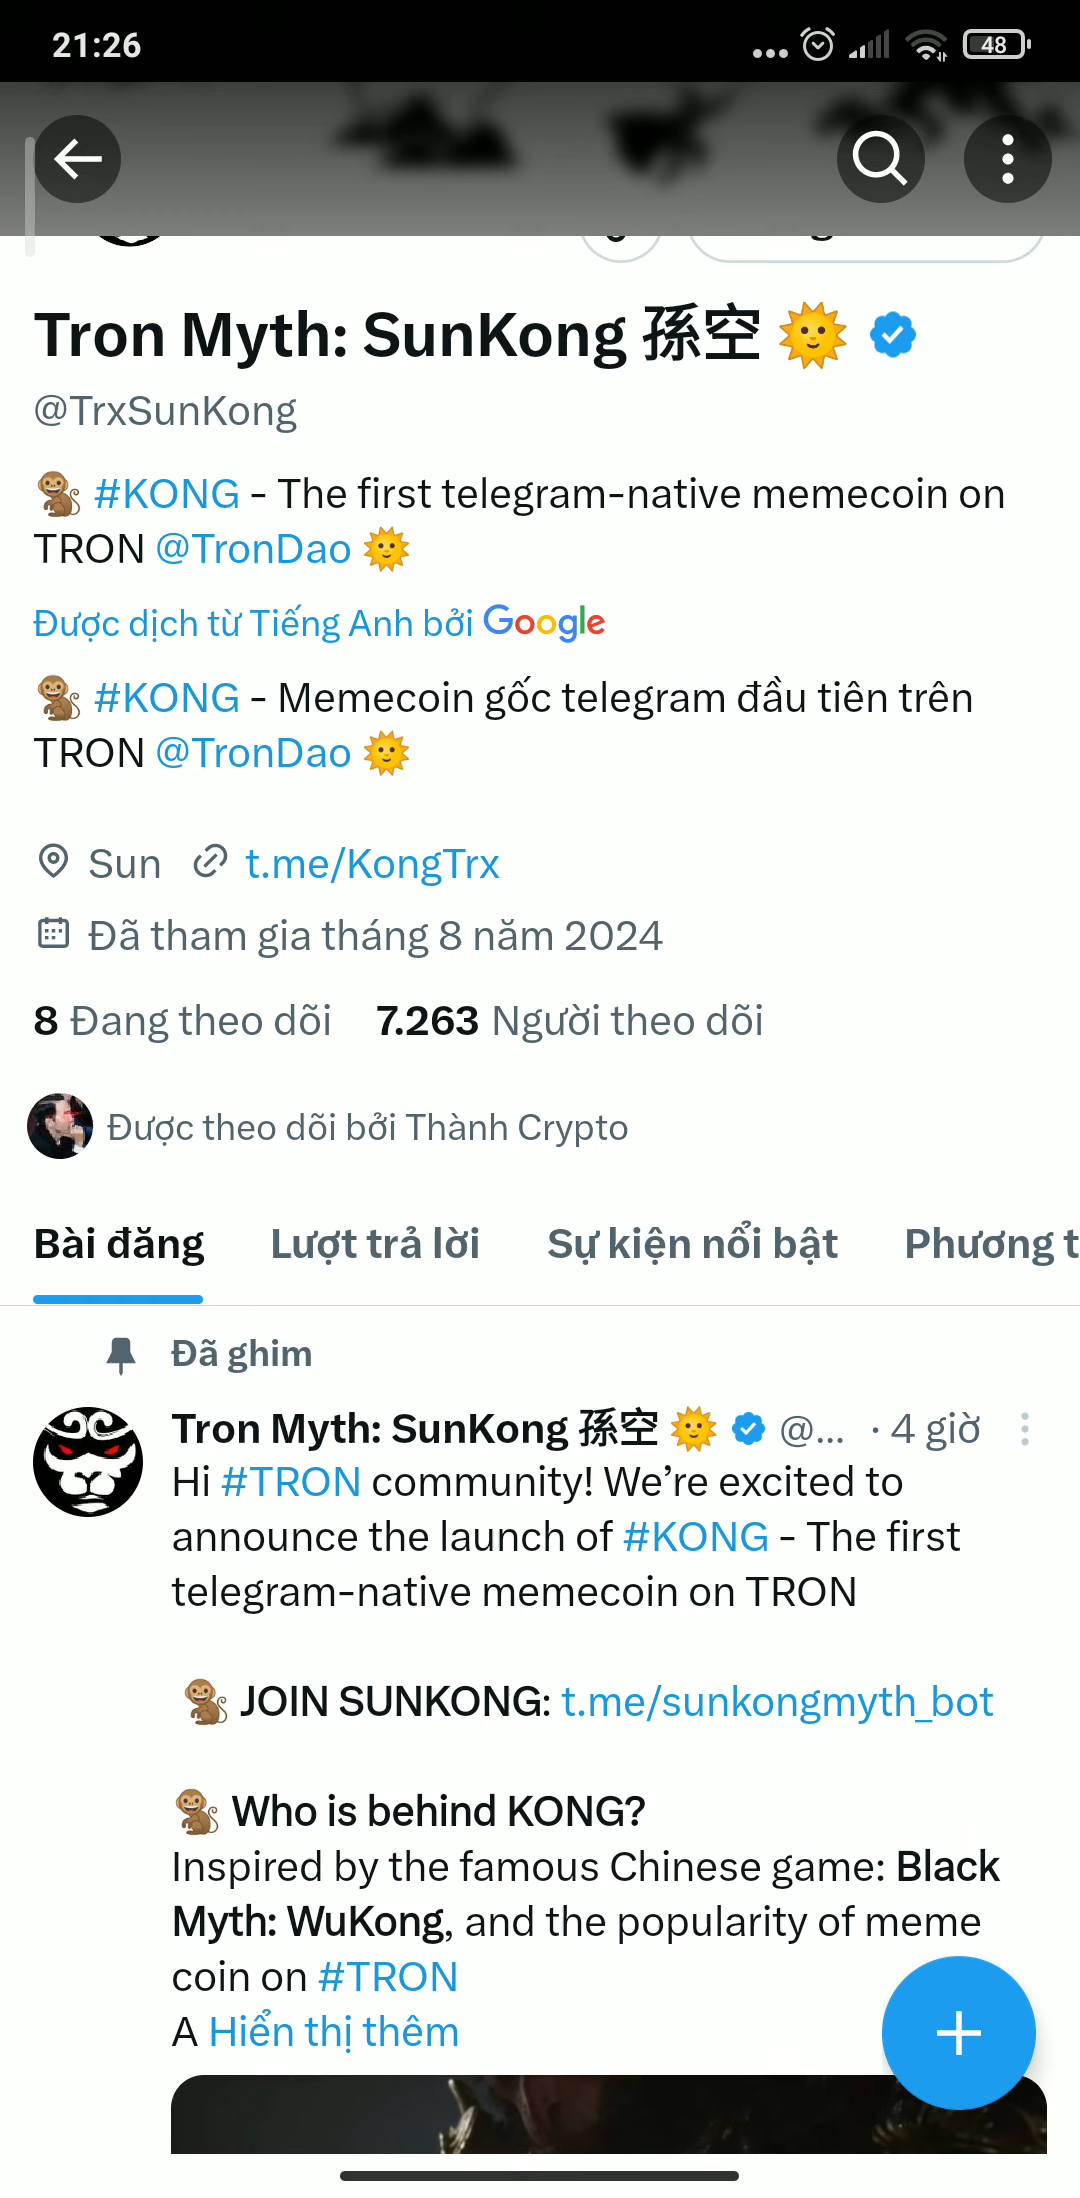 21:26
48
Tron Myth: SunKong 孫空
@TrxSunKong
#KONG - The first telegram-native memecoin on
TRON @TronDao
Được dịch từ Tiếng Anh bởi Google
#KONG - Memecoin gốc telegram đầu tiên trên
TRON @TronDao
Sun t.me/KongTrx
Đã tham gia tháng 8 năm 2024
8 Đang theo dõi 7.263 Người theo dõi
Được theo dõi bởi Thành Crypto
Bài đăng Lượt trả lời Sự kiện nổi bật Phương t
Đã ghim
Tron Myth: SunKong 孫空 @... · 4 giờ
Hi #TRON community! We’re excited to
announce the launch of #KONG - The first
telegram-native memecoin on TRON
JOIN SUNKONG: t.me/sunkongmyth_bot
Who is behind KONG?
Inspired by the famous Chinese game: Black
Myth: WuKong, and the popularity of meme
coin on #TRON
A Hiển thị thêm